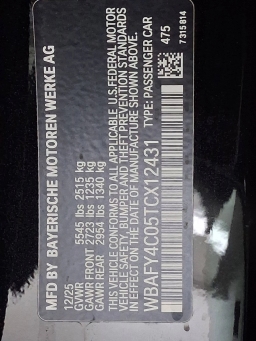 MFD BY BAYERISCHE MOTOREN WERKE AG
12/25
GVWR 5545 lbs 2515 kg
GAWR FRONT 2723 lbs 1235 kg
GAWR REAR 2954 lbs 1340 kg
THIS VEHICLE CONFORMS TO ALL APPLICABLE U.S.FEDERAL MOTOR
VEHICLE SAFETY, BUMPER AND THEFT PREVENTION STANDARDS
IN EFFECT ON THE DATE OF MANUFACTURE SHOWN ABOVE.
WBAFY4C05TCX12431 TYPE: PASSENGER CAR
475
7315814